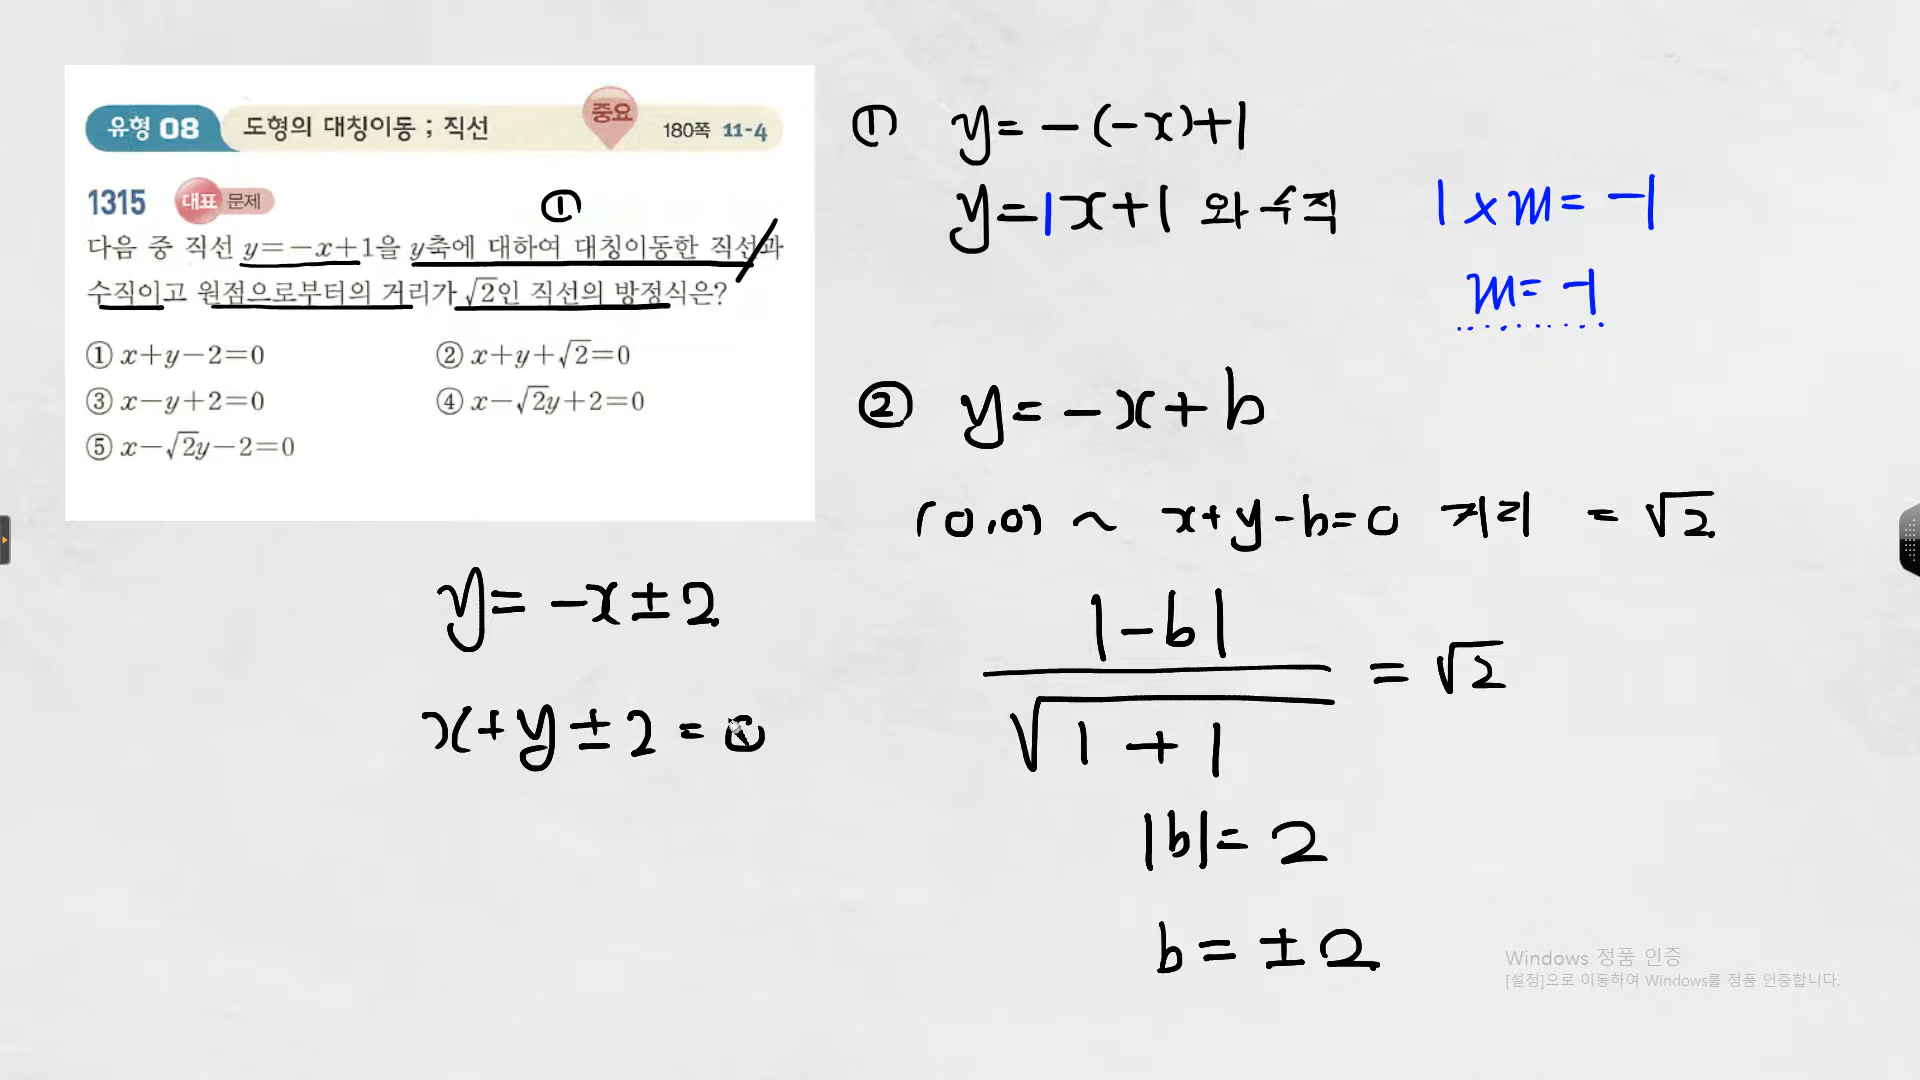 유형 08 도형의 대칭이동 ; 직선 중요 180쪽 11-4
1315 대표 문제
①
다음 중 직선 y=-x+1을 y축에 대하여 대칭이동한 직선과
수직이고 원점으로부터의 거리가 √2인 직선의 방정식은?
① x+y-2=0 ② x+y+√2=0
③ x-y+2=0 ④ x-√2y+2=0
⑤ x-√2y-2=0
① y=-(-x)+1
y=1x+1 와 수직
1×m=-1
m=-1
② y=-x+b
(0,0) ~ x+y-b=0 거리 = √2
|-b| / √1+1 = √2
|b|=2
b=±2
y=-x±2
x+y±2=0
Windows 정품 인증
[설정]으로 이동하여 Windows를 정품 인증합니다.